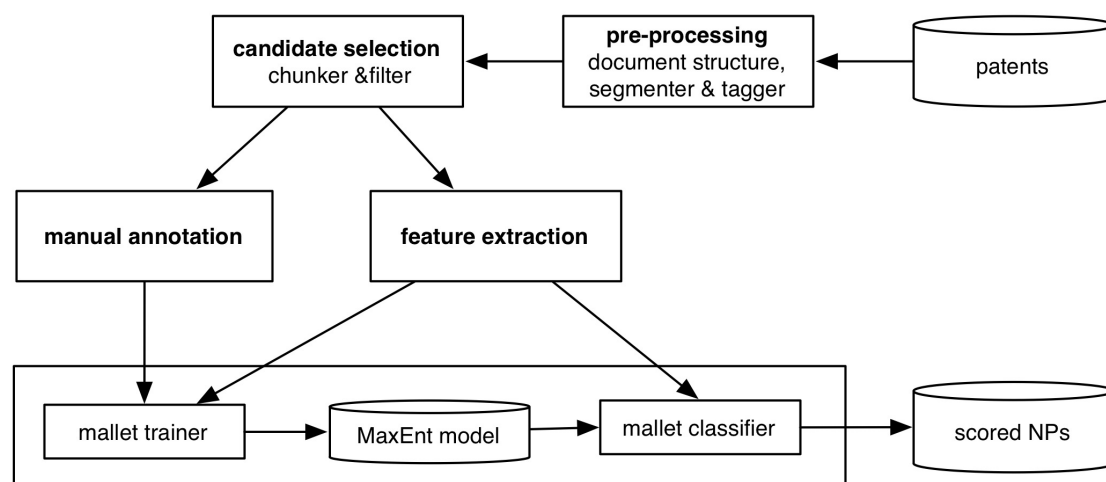 candidate selection
chunker &filter
pre-processing
document structure,
segmenter & tagger
patents
manual annotation
feature extraction
mallet trainer
MaxEnt model
mallet classifier
scored NPs